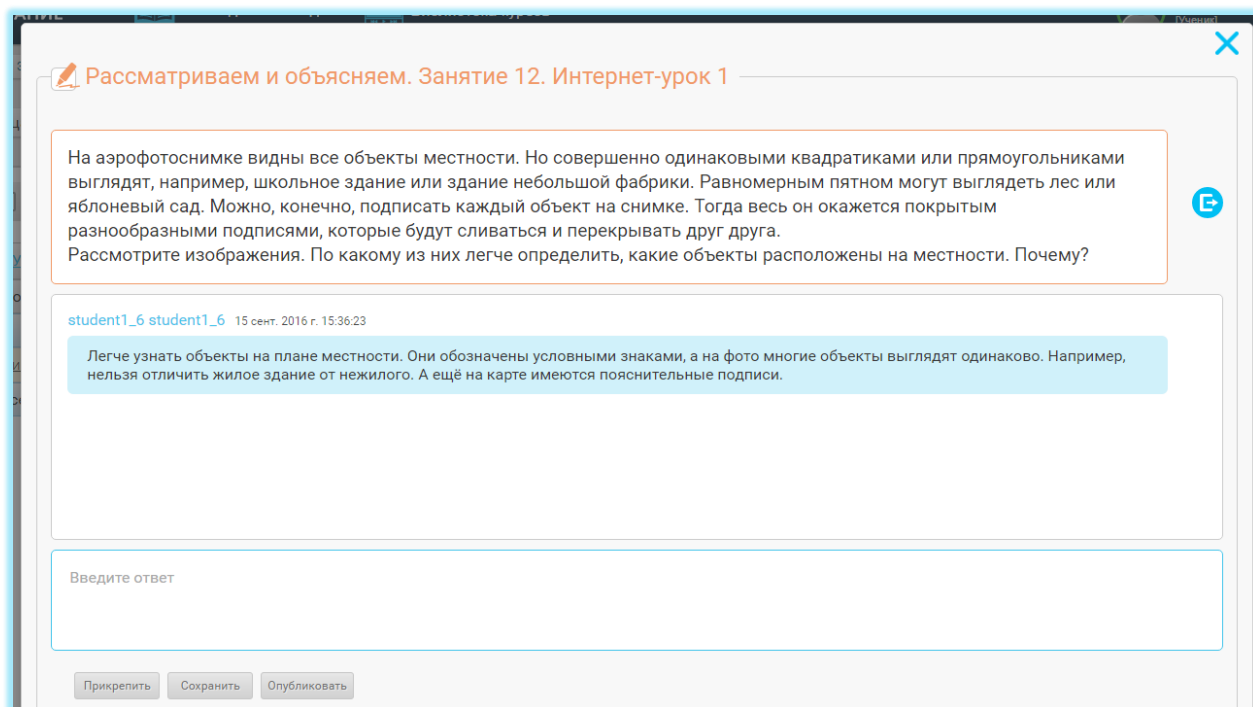 [Ученик]
Рассматриваем и объясняем. Занятие 12. Интернет-урок 1
На аэрофотоснимке видны все объекты местности. Но совершенно одинаковыми квадратиками или прямоугольниками
выглядят, например, школьное здание или здание небольшой фабрики. Равномерным пятном могут выглядеть лес или
яблоневый сад. Можно, конечно, подписать каждый объект на снимке. Тогда весь он окажется покрытым
разнообразными подписями, которые будут сливаться и перекрывать друг друга.
Рассмотрите изображения. По какому из них легче определить, какие объекты расположены на местности. Почему?
student1_6 student1_6 15 сент. 2016 г. 15:36:23
Легче узнать объекты на плане местности. Они обозначены условными знаками, а на фото многие объекты выглядят одинаково. Например,
нельзя отличить жилое здание от нежилого. А ещё на карте имеются пояснительные подписи.
Введите ответ
Прикрепить Сохранить Опубликовать